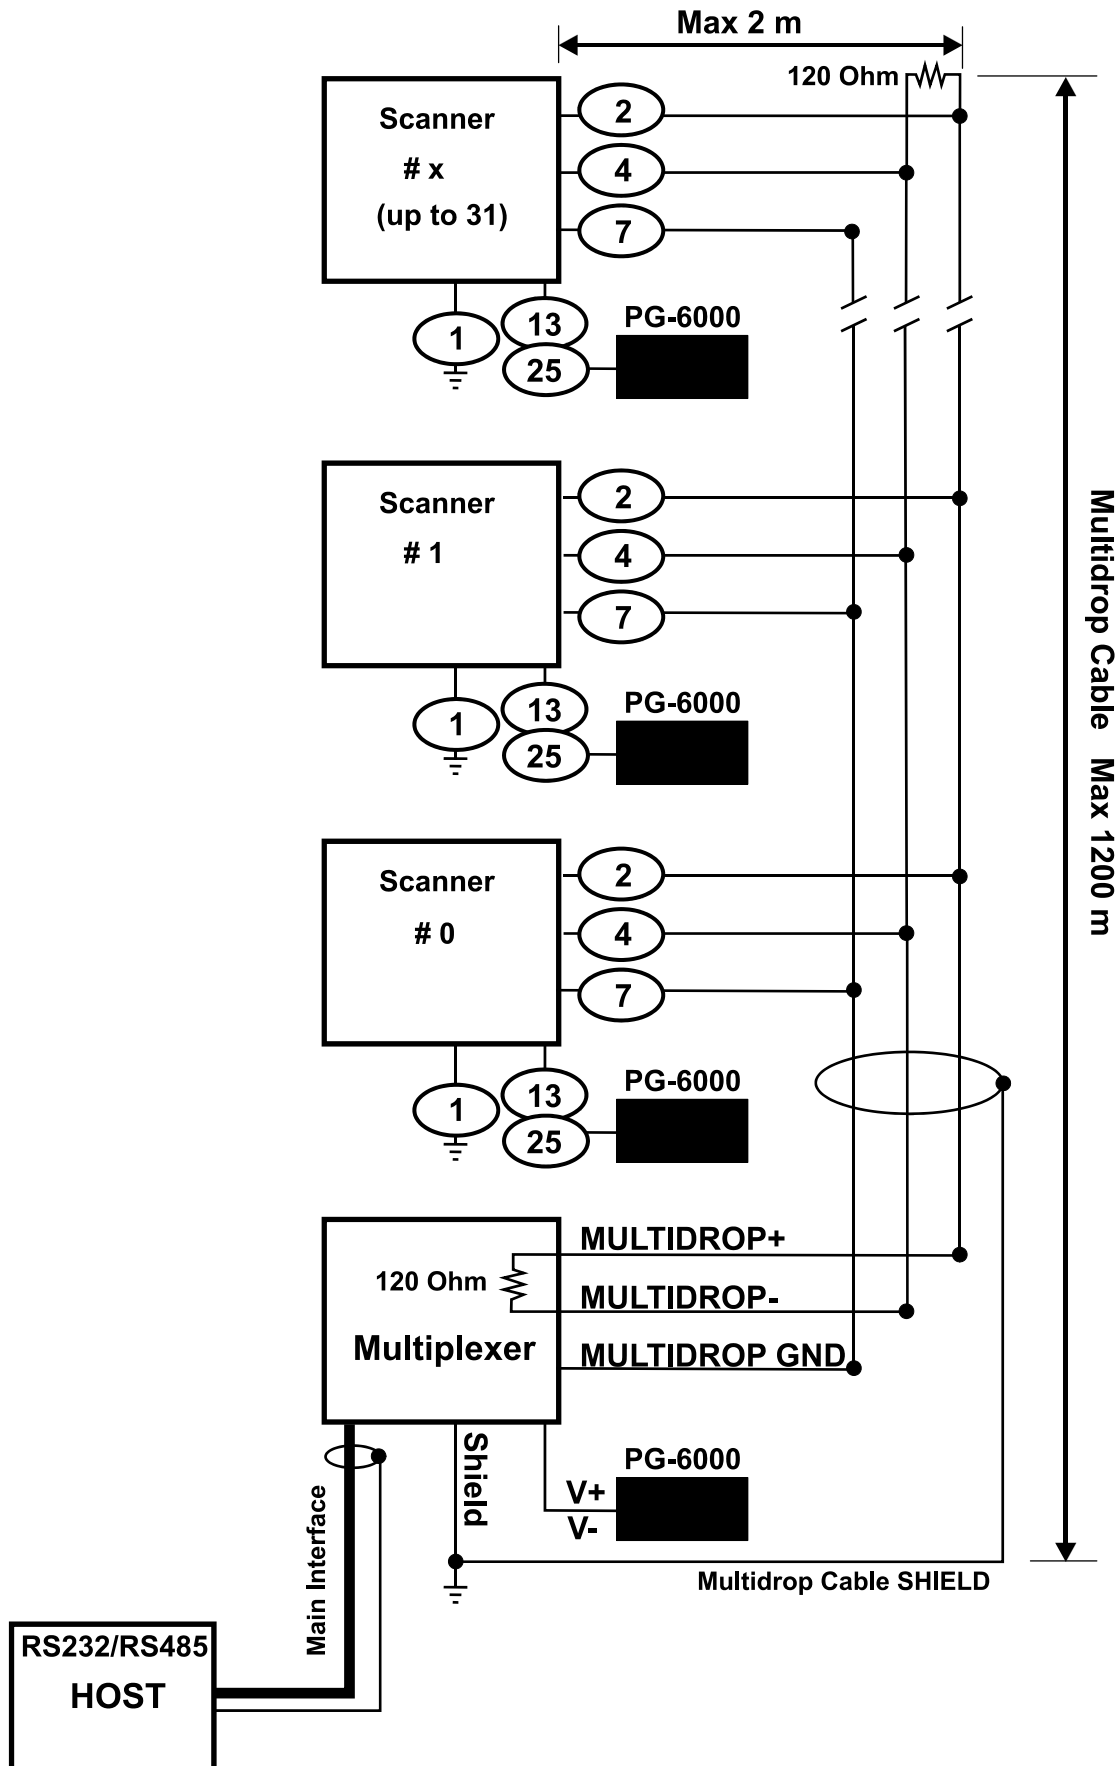 Max 2 m
120 Ohm
Scanner
# x
(up to 31)
2
4
7
1
13
25
PG-6000
Scanner
# 1
2
4
7
1
13
25
PG-6000
Multidrop Cable Max 1200 m
Scanner
# 0
2
4
7
1
13
25
PG-6000
MULTIDROP+
120 Ohm
MULTIDROP-
Multiplexer
MULTIDROP GND
Shield
PG-6000
V+
V-
Main Interface
Multidrop Cable SHIELD
RS232/RS485
HOST